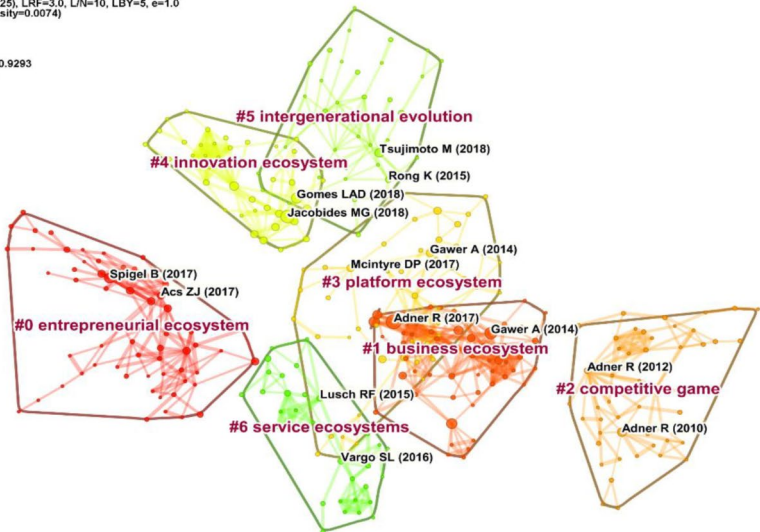 25), LRF=3.0, L/N=10, LBY=5, e=1.0
sity=0.0074)
0.9293
#5 intergenerational evolution
Tsujimoto M (2018)
#4 innovation ecosystem
Rong K (2015)
Gomes LAD (2018)
Jacobides MG (2018)
Gawer A (2014)
Mcintyre DP (2017)
Spigel B (2017)
#3 platform ecosystem
Acs ZJ (2017)
Adner R (2017)
#0 entrepreneurial ecosystem
Gawer A (2014)
#1 business ecosystem
Adner R (2012)
#2 competitive game
Lusch RF (2015)
#6 service ecosystems
Adner R (2010)
Vargo SL (2016)